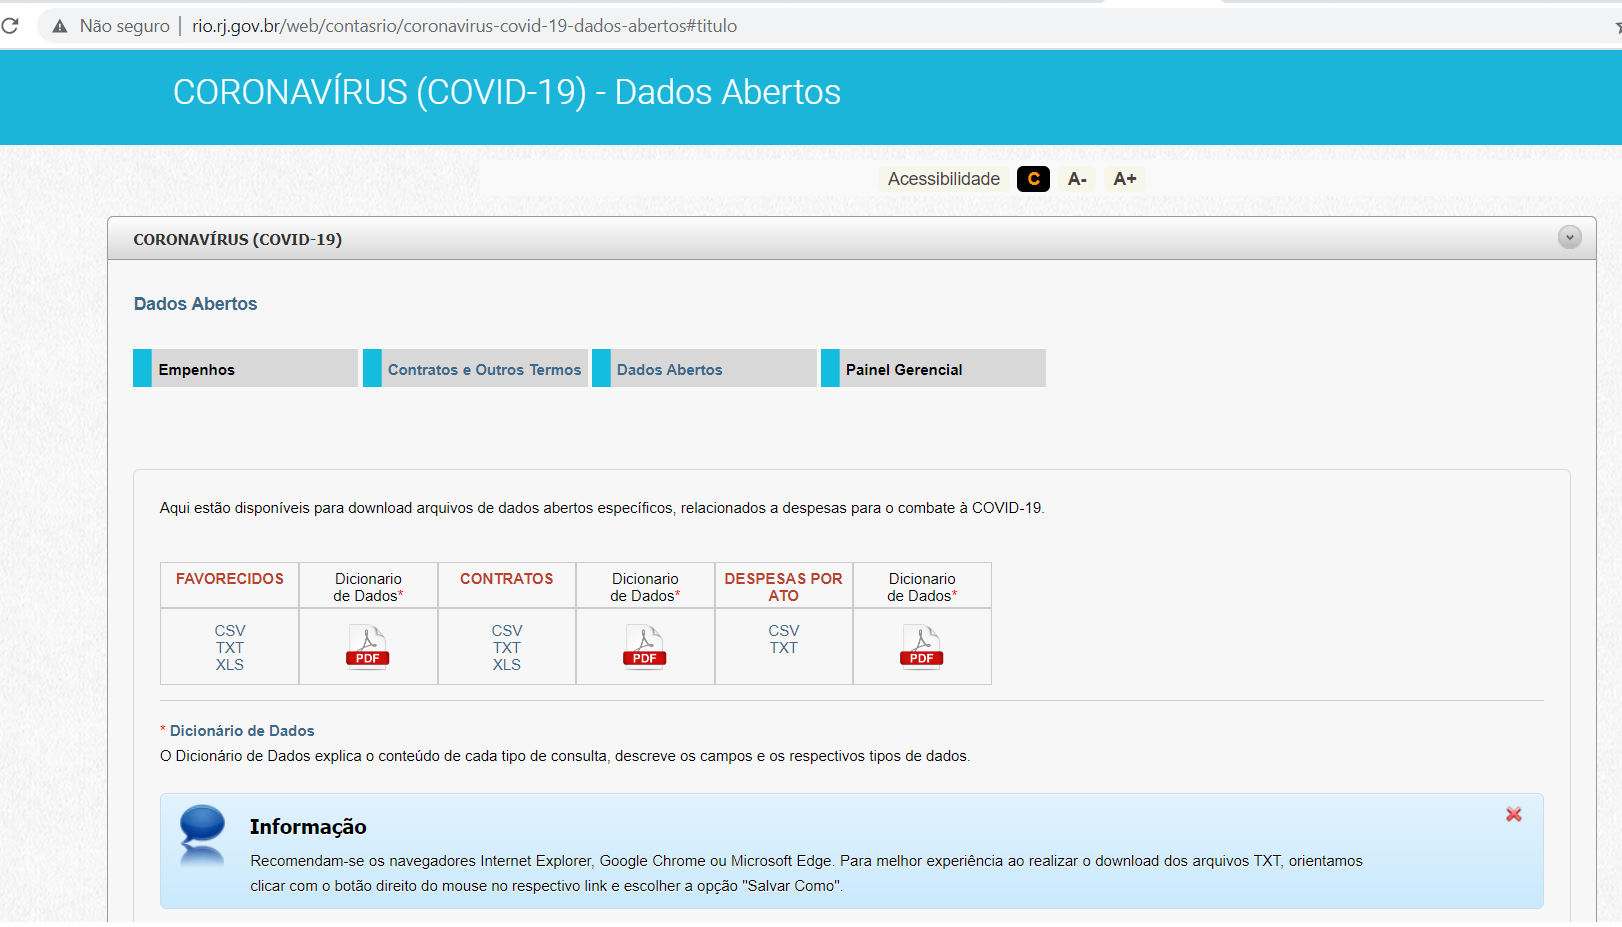 Não seguro | rio.rj.gov.br/web/contasrio/coronavirus-covid-19-dados-abertos#titulo
CORONAVÍRUS (COVID-19) - Dados Abertos
Acessibilidade C A- A+
CORONAVÍRUS (COVID-19)
Dados Abertos
Empenhos Contratos e Outros Termos Dados Abertos Painel Gerencial
Aqui estão disponíveis para download arquivos de dados abertos específicos, relacionados a despesas para o combate à COVID-19.
FAVORECIDOS Dicionario CONTRATOS Dicionario DESPESAS POR Dicionario
de Dados* de Dados* ATO de Dados*
CSV CSV CSV
TXT TXT TXT
PDF PDF PDF
XLS XLS
* Dicionário de Dados
O Dicionário de Dados explica o conteúdo de cada tipo de consulta, descreve os campos e os respectivos tipos de dados.
Informação
Recomendam-se os navegadores Internet Explorer, Google Chrome ou Microsoft Edge. Para melhor experiência ao realizar o download dos arquivos TXT, orientamos
clicar com o botão direito do mouse no respectivo link e escolher a opção "Salvar Como".